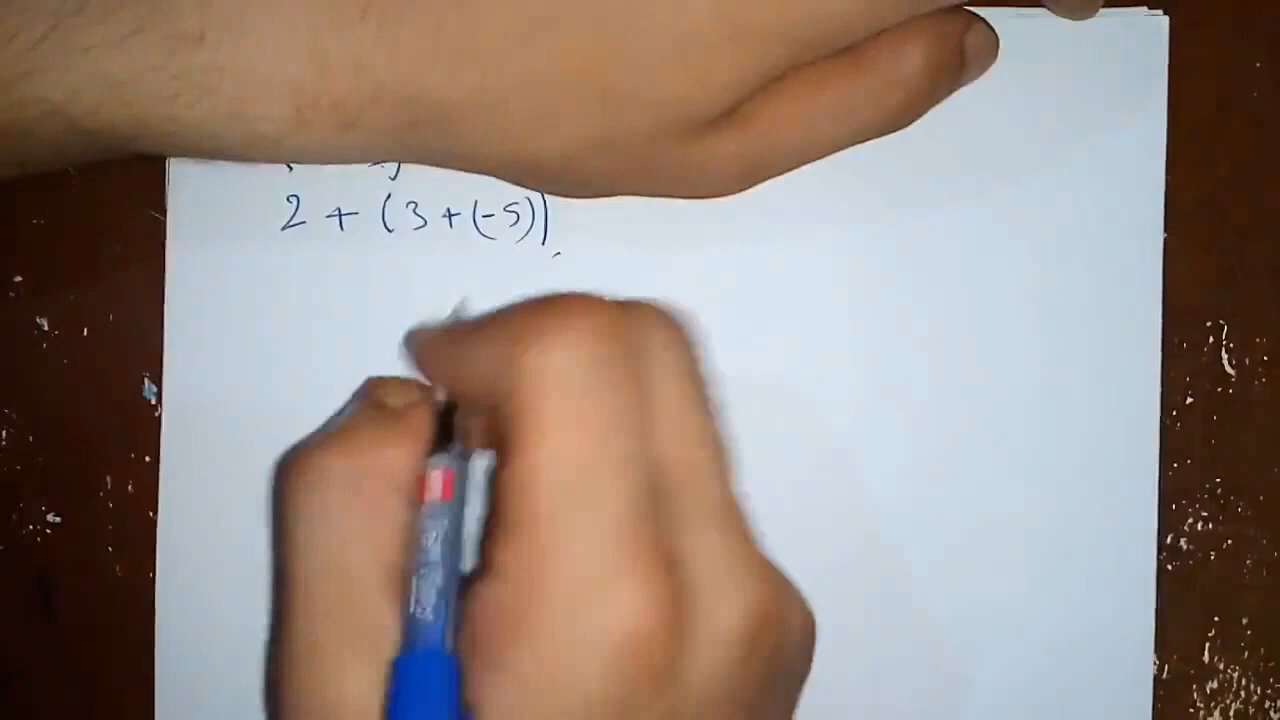 2 + (3 + (-5))